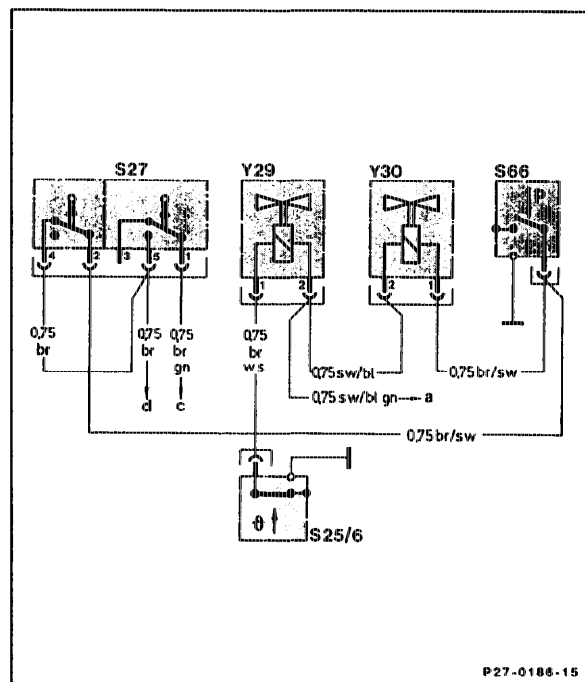 S27
Y29
Y30
S66
P
4
2
3
5
1
1
2
2
1
0,75
br
0,75
br
0,75
br
gn
0,75
br
ws
0,75 sw/bl
0,75 br/sw
0,75 sw/bl gn
a
d
c
0,75 br/sw
ϑ
S25/6
P27-0186-15